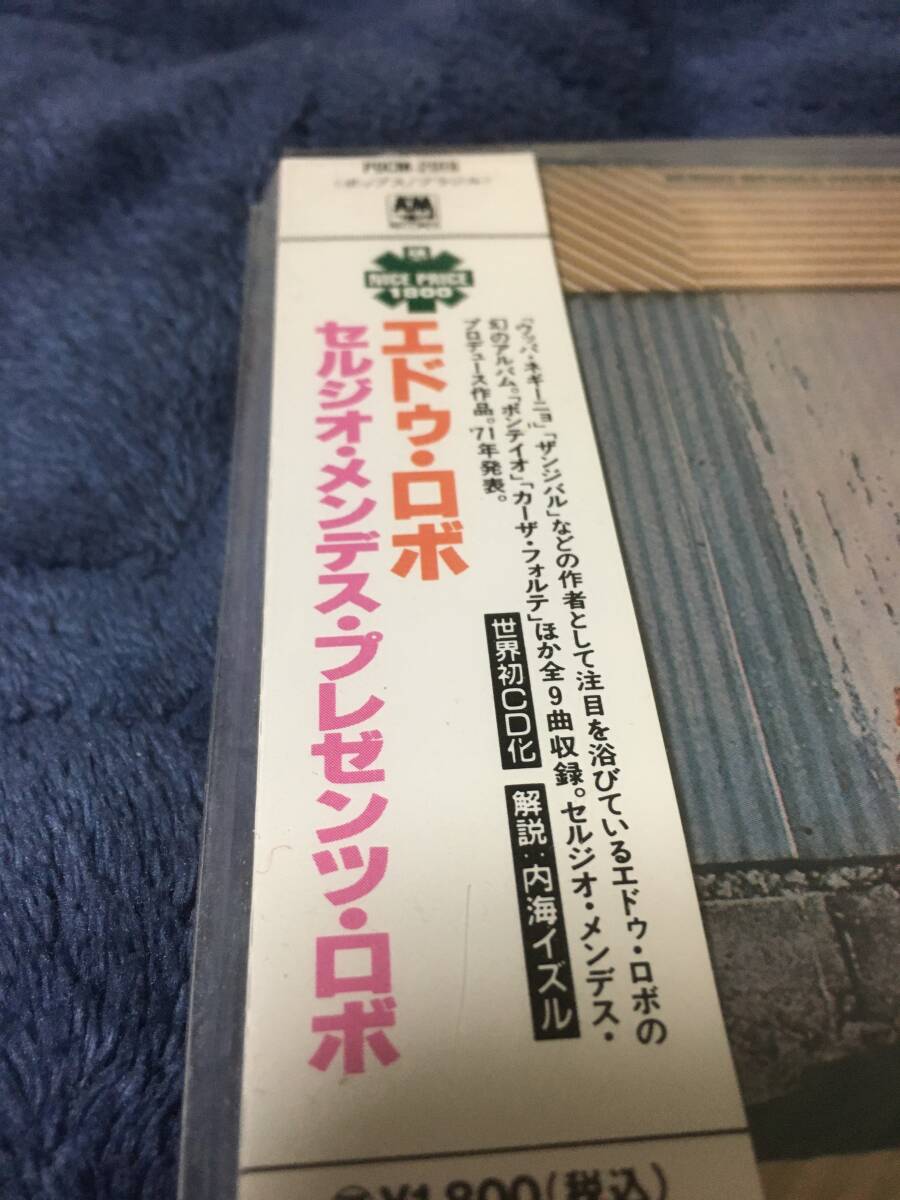 〈ポップス/ブラジル〉
A&M
RECORDS
NICE PRICE
1800
エドゥ・ロボ
セルジオ・メンデス・プレゼンツ・ロボ
「ウッパ・ネギーニョ」「ザンジバル」などの作者として注目を浴びているエドゥ・ロボの
幻のアルバム。「ポンテイオ」「カーザ・フォルテ」ほか全9曲収録。セルジオ・メンデス・
プロデュース作品。'71年発表。
世界初CD化
解説:内海イズル
¥1,800(税込)